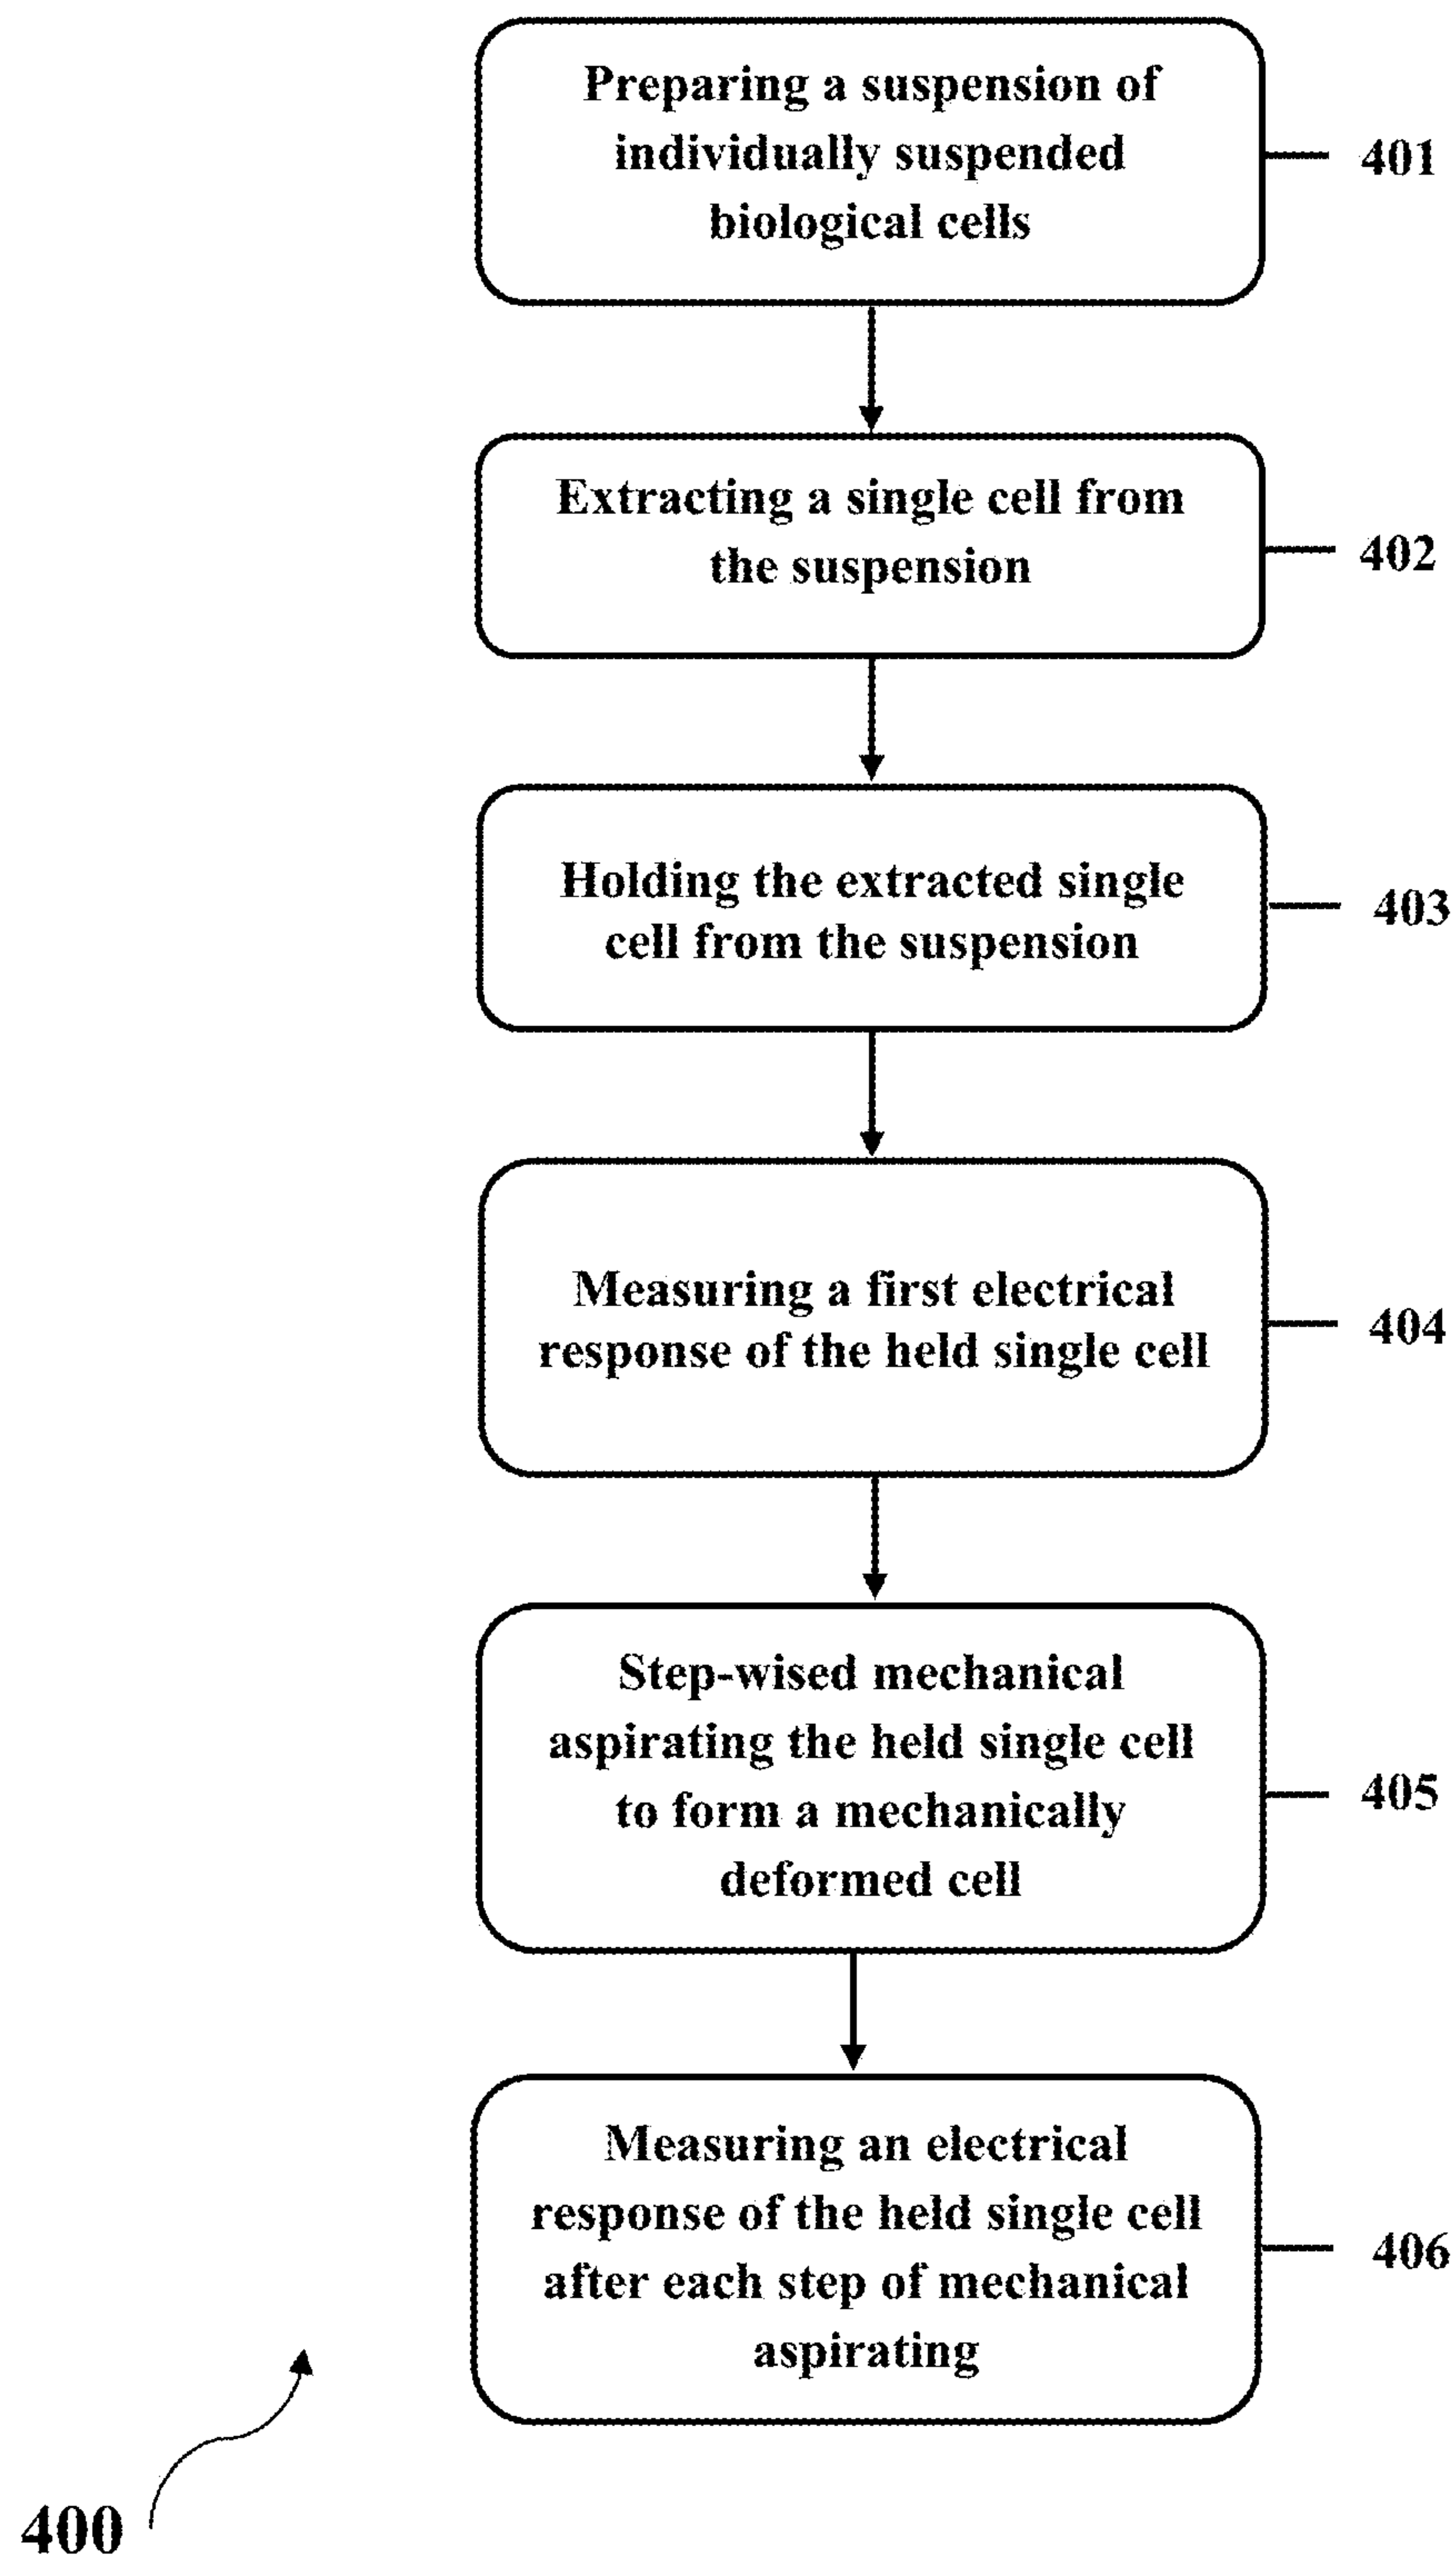 Preparing a suspension of
individually suspended
biological cells
401
Extracting a single cell from
the suspension
402
Holding the extracted single
cell from the suspension
403
Measuring a first electrical
response of the held single cell
404
Step-wised mechanical
aspirating the held single cell
to form a mechanically
deformed cell
405
Measuring an electrical
response of the held single cell
after each step of mechanical
aspirating
406
400